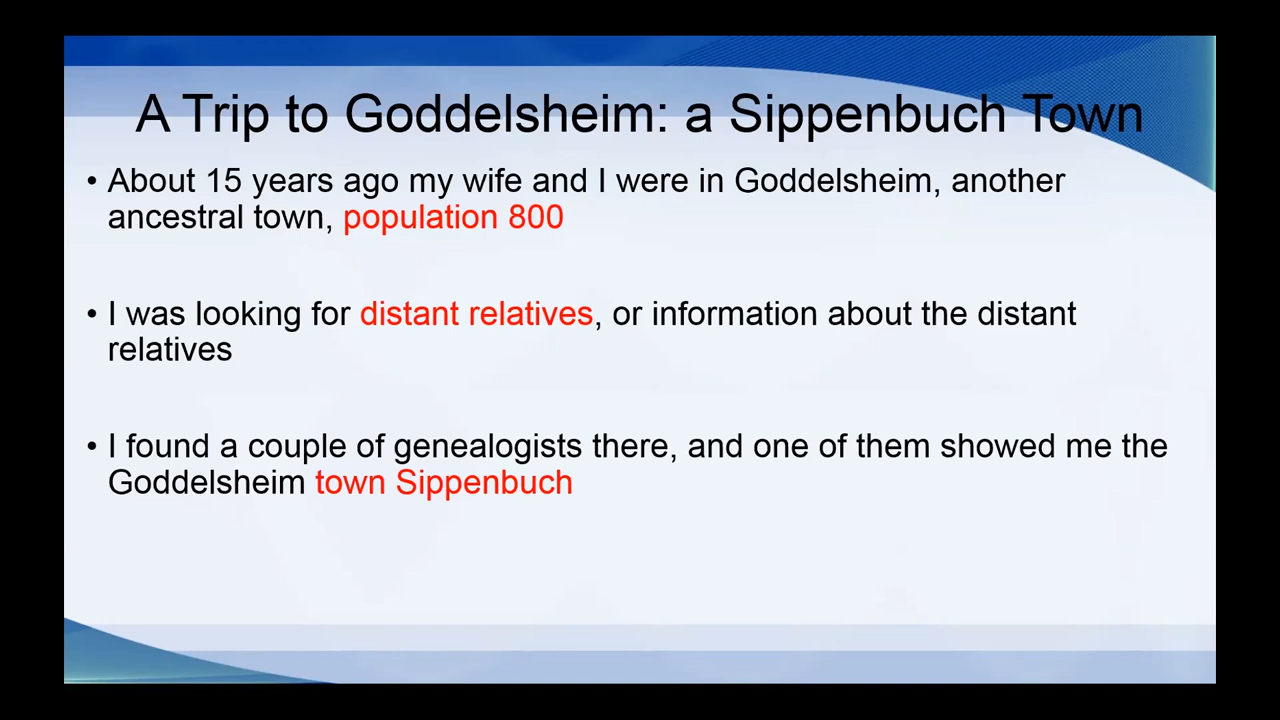 A Trip to Goddelsheim: a Sippenbuch Town
• About 15 years ago my wife and I were in Goddelsheim, another
ancestral town, population 800
• I was looking for distant relatives, or information about the distant
relatives
• I found a couple of genealogists there, and one of them showed me the
Goddelsheim town Sippenbuch